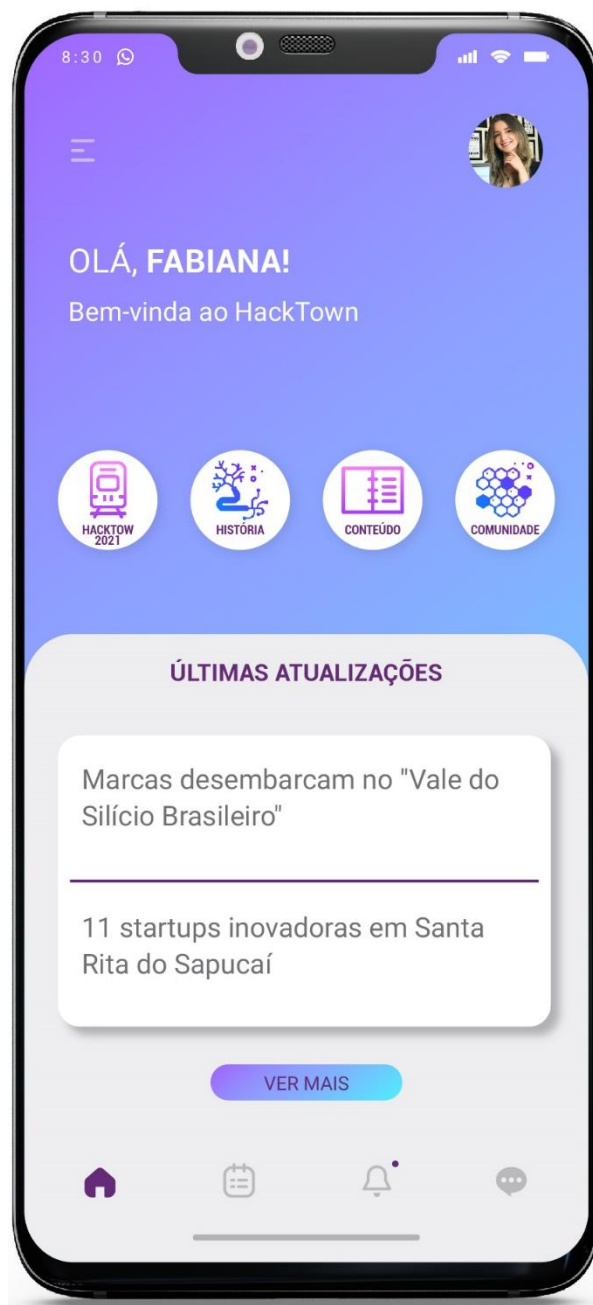 8:30
OLÁ, FABIANA!
Bem-vinda ao HackTown
HACKTOW
2021
HISTÓRIA
CONTEÚDO
COMUNIDADE
ÚLTIMAS ATUALIZAÇÕES
Marcas desembarcam no "Vale do
Silício Brasileiro"
11 startups inovadoras em Santa
Rita do Sapucaí
VER MAIS